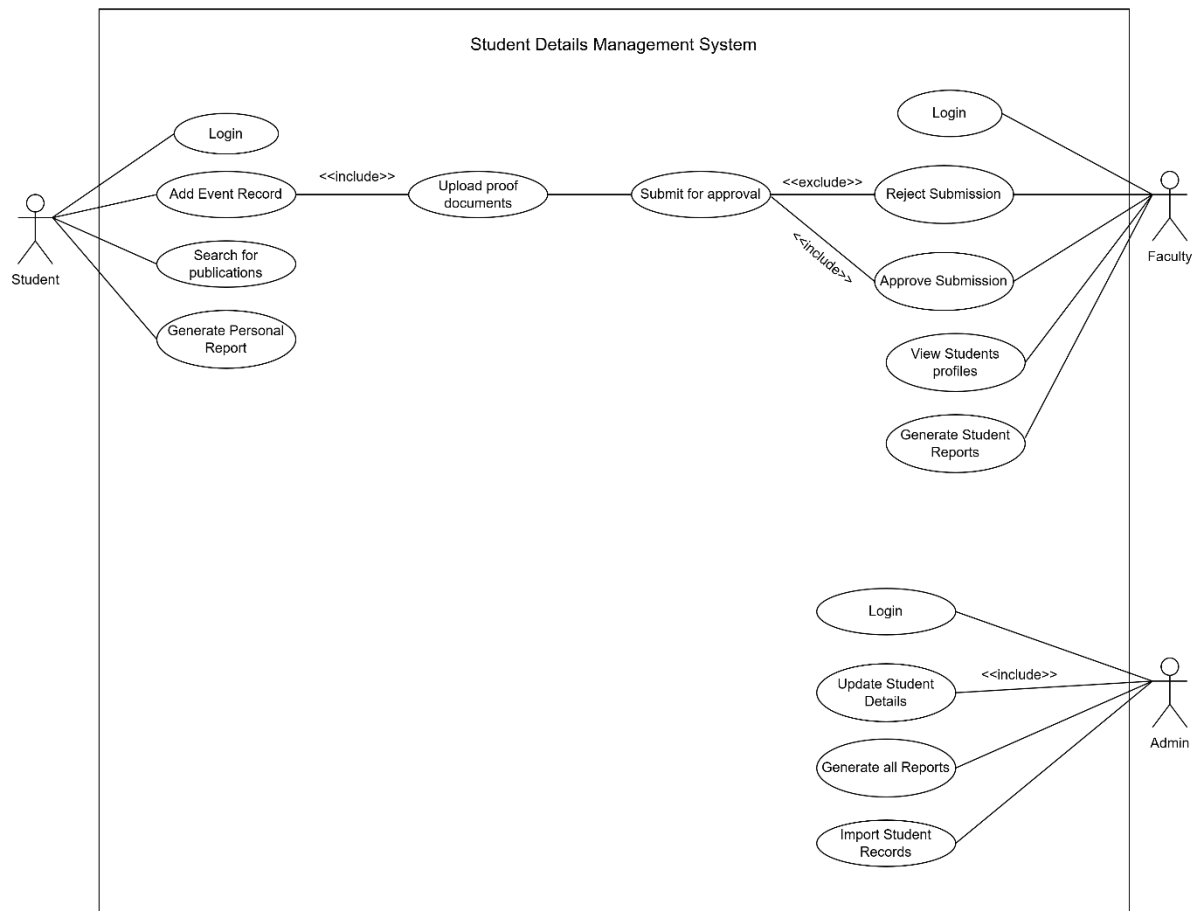 Student Details Management System
Login
Login
<<include>>
<<exclude>>
Add Event Record
Upload proof
documents
Submit for approval
Reject Submission
<<include>>
Student
Faculty
Search for
publications
Approve Submission
Generate Personal
Report
View Students
profiles
Generate Student
Reports
Login
Update Student
Details
<<include>>
Admin
Generate all Reports
Import Student
Records